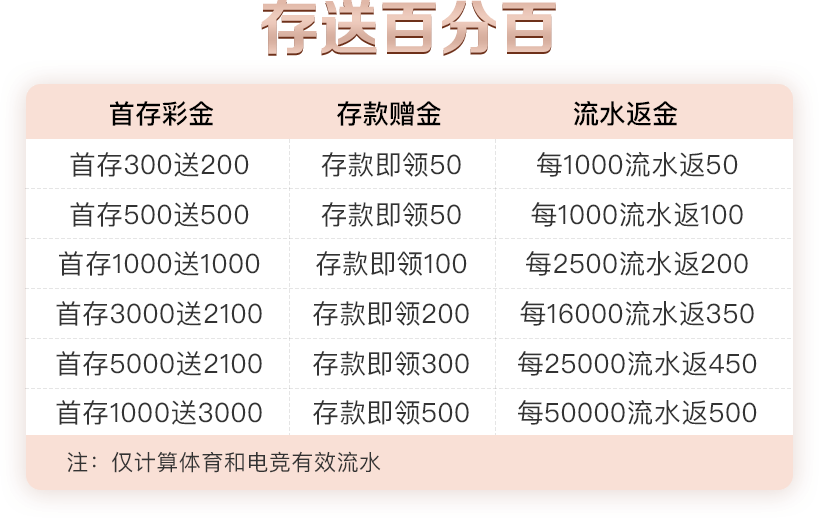 存送百分百
首存彩金 存款赠金 流水返金
首存300送200 存款即领50 每1000流水返50
首存500送500 存款即领50 每1000流水返100
首存1000送1000 存款即领100 每2500流水返200
首存3000送2100 存款即领200 每16000流水返350
首存5000送2100 存款即领300 每25000流水返450
首存1000送3000 存款即领500 每50000流水返500
注：仅计算体育和电竞有效流水